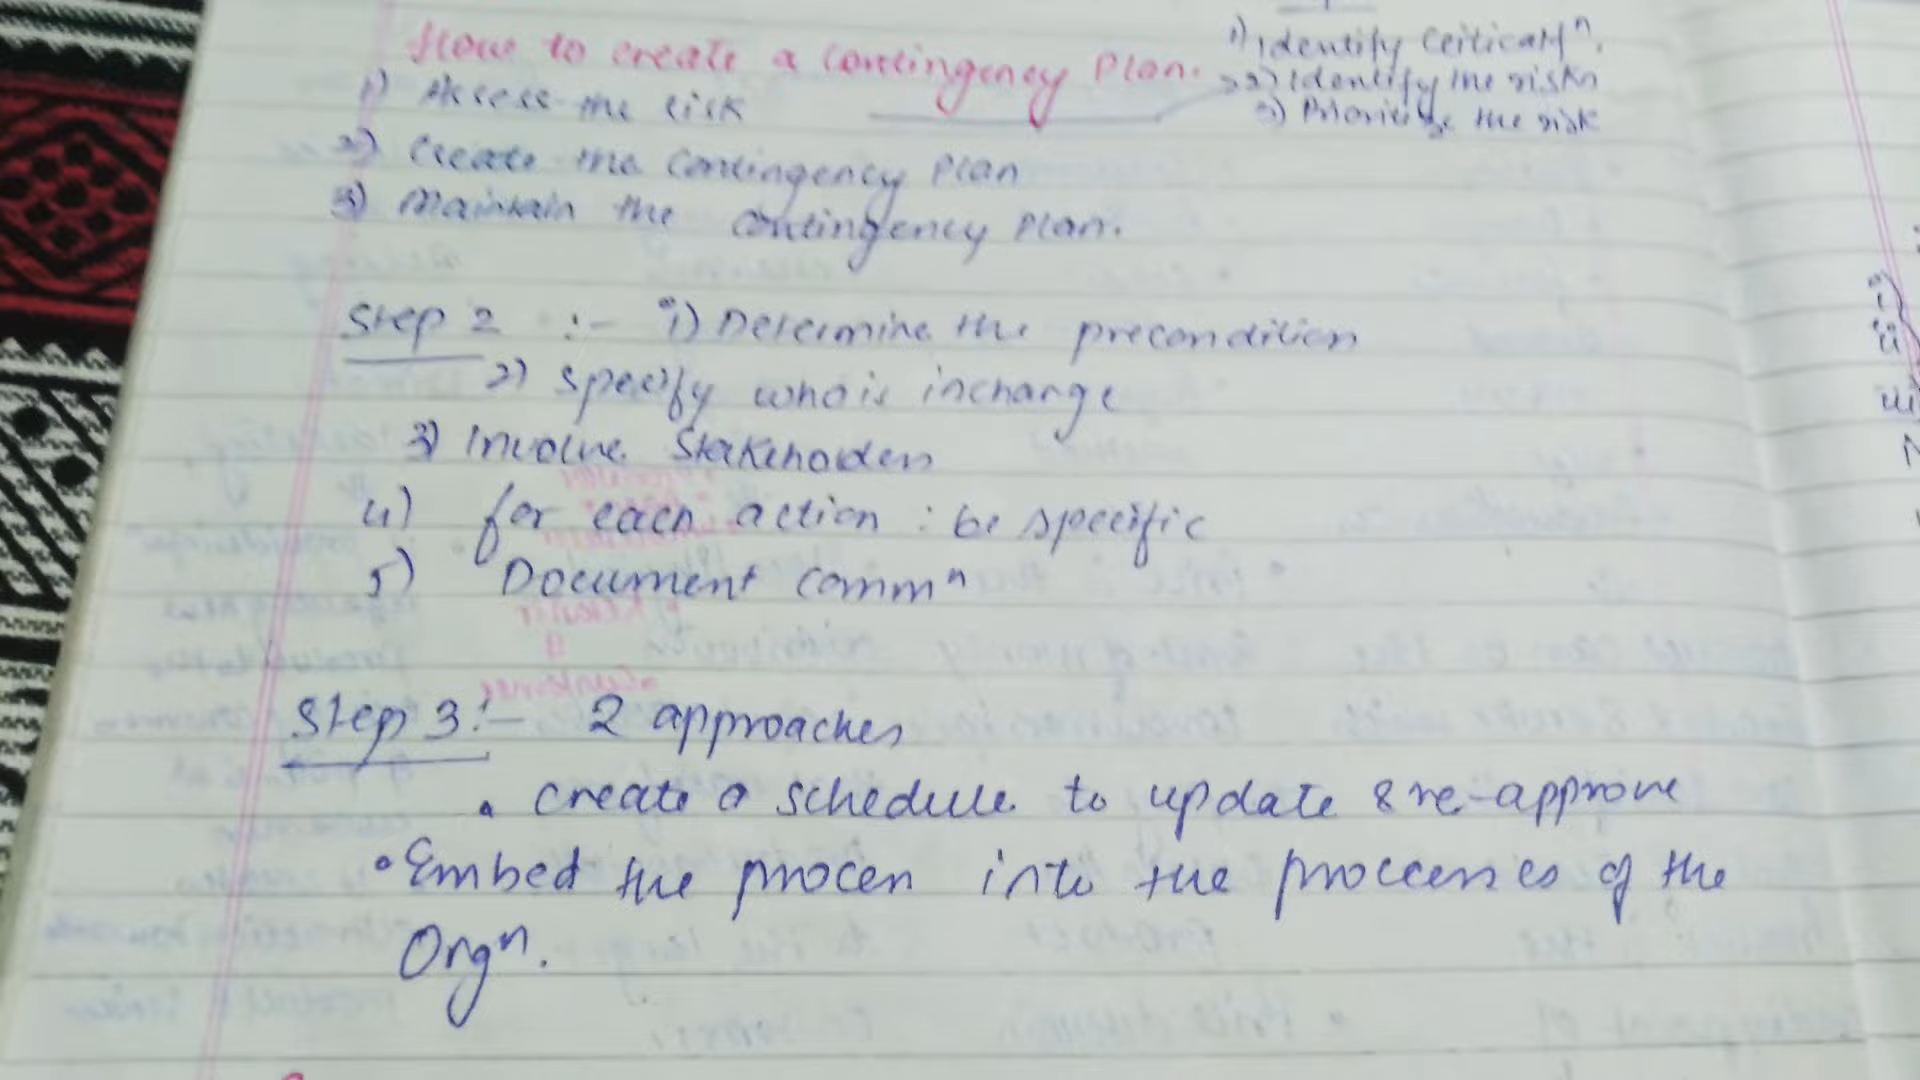 How to create a Contingency Plan.
1) Assess the risk
1) Identify
2) Identify the risks
3) Prioritize the risk
2) Create the Contingency Plan
3) Maintain the Contingency Plan.
Step 2 :- 1) Determine the precondition
2) Specify who is incharge
3) Involve Stakeholders
4) for each action : be specific
5) Document commⁿ
Step 3 :- 2 approaches
• create a schedule to update & re-approve
• Embed the process into the proccesses of the
Orgⁿ.